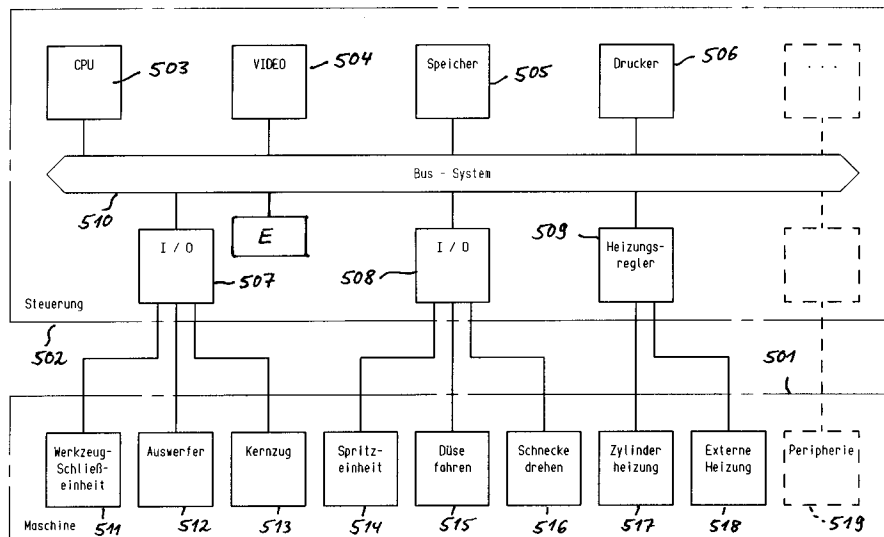 CPU
503
VIDEO
504
Speicher
505
Drucker
506
...
Bus - System
510
I / O
507
E
I / O
508
509
Heizungs-
regler
Steuerung
502
501
Werkzeug-
Schließ-
einheit
Auswerfer
Kernzug
Spritz-
einheit
Düse
fahren
Schnecke
drehen
Zylinder
heizung
Externe
Heizung
Peripherie
Maschine
511
512
513
514
515
516
517
518
519